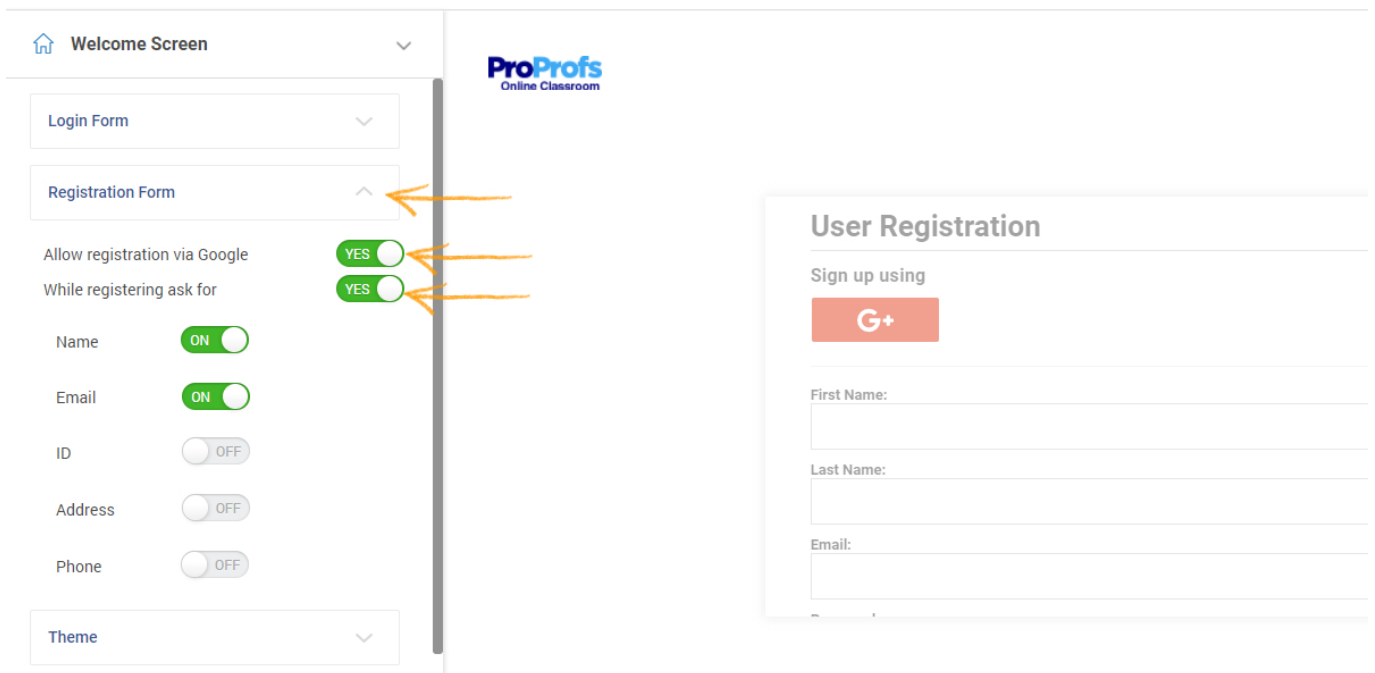 Welcome Screen
ProProfs
Online Classroom
Login Form
Registration Form
Allow registration via Google YES
While registering ask for YES
Name ON
Email ON
ID OFF
Address OFF
Phone OFF
Theme
User Registration
Sign up using
G+
First Name:
Last Name:
Email: